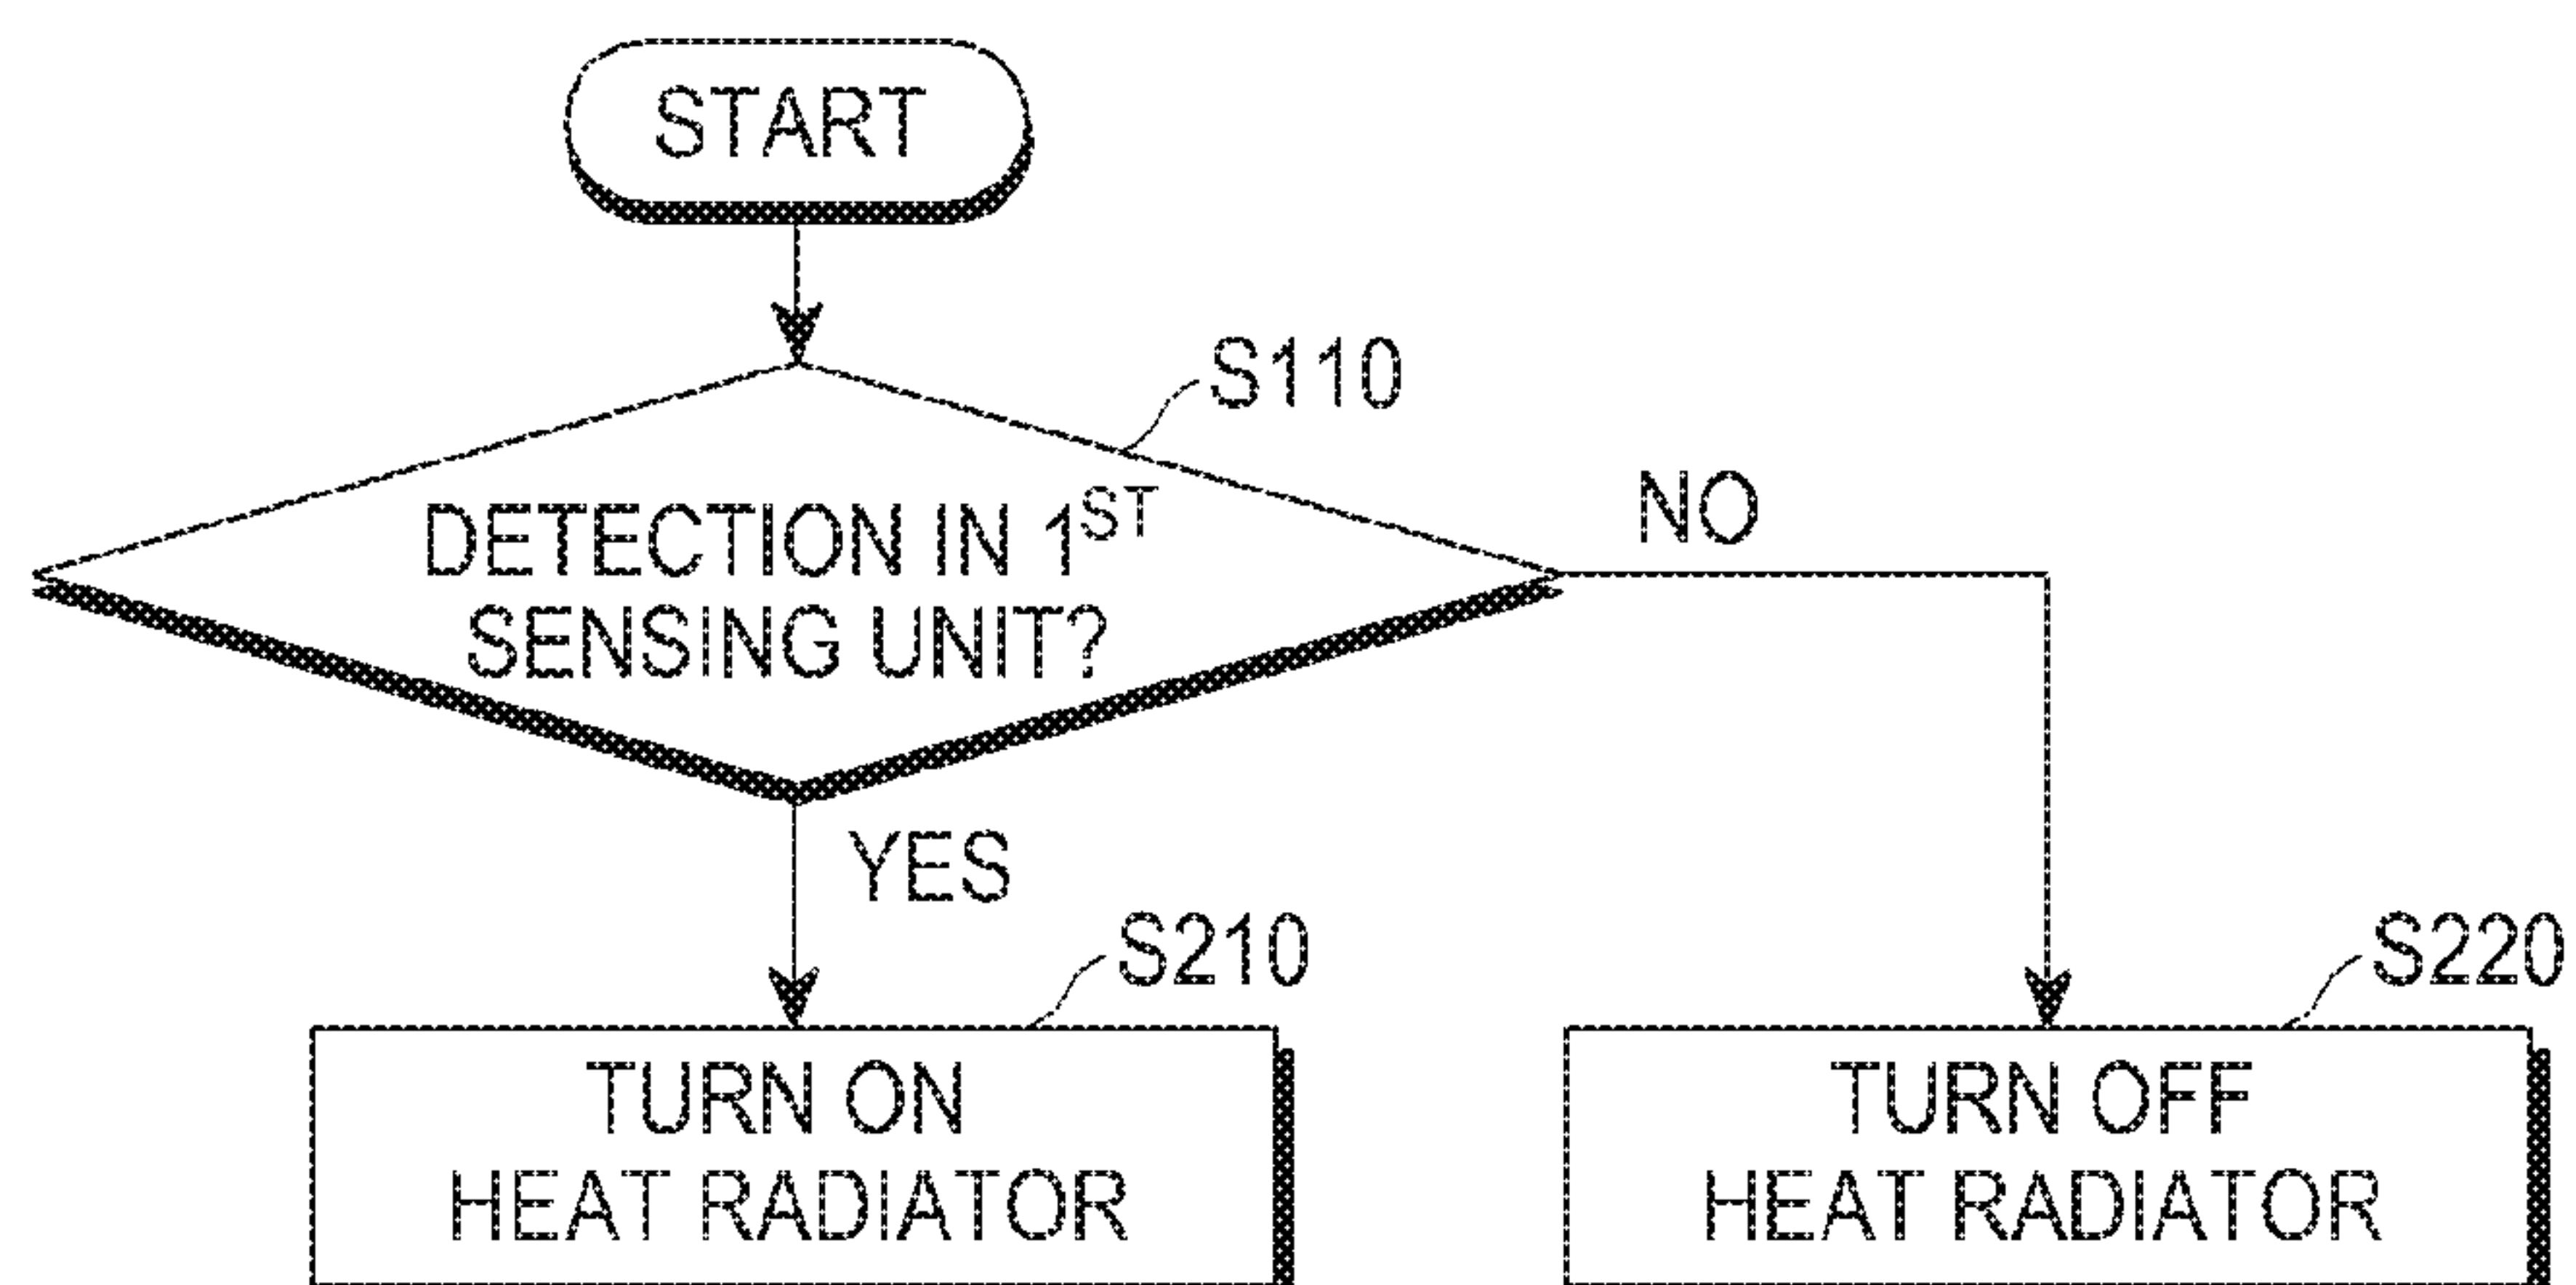 START
S110
DETECTION IN 1ST
SENSING UNIT?
NO
YES
S210
TURN ON
HEAT RADIATOR
S220
TURN OFF
HEAT RADIATOR